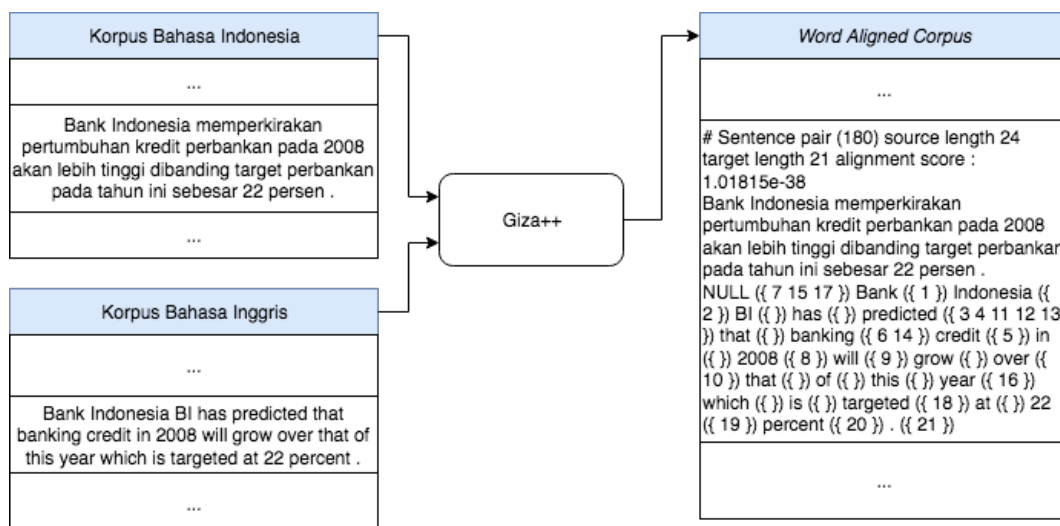 Korpus Bahasa Indonesia
...
Bank Indonesia memperkirakan
pertumbuhan kredit perbankan pada 2008
akan lebih tinggi dibanding target perbankan
pada tahun ini sebesar 22 persen .
...
Korpus Bahasa Inggris
...
Bank Indonesia BI has predicted that
banking credit in 2008 will grow over that of
this year which is targeted at 22 percent .
...
Giza++
Word Aligned Corpus
...
# Sentence pair (180) source length 24
target length 21 alignment score :
1.01815e-38
Bank Indonesia memperkirakan
pertumbuhan kredit perbankan pada 2008
akan lebih tinggi dibanding target perbankan
pada tahun ini sebesar 22 persen .
NULL ({ 7 15 17 }) Bank ({ 1 }) Indonesia ({
2 }) BI ({ }) has ({ }) predicted ({ 3 4 11 12 13
}) that ({ }) banking ({ 6 14 }) credit ({ 5 }) in
({ }) 2008 ({ 8 }) will ({ 9 }) grow ({ }) over ({
10 }) that ({ }) of ({ }) this ({ }) year ({ 16 })
which ({ }) is ({ }) targeted ({ 18 }) at ({ }) 22
({ 19 }) percent ({ 20 }) . ({ 21 })
...